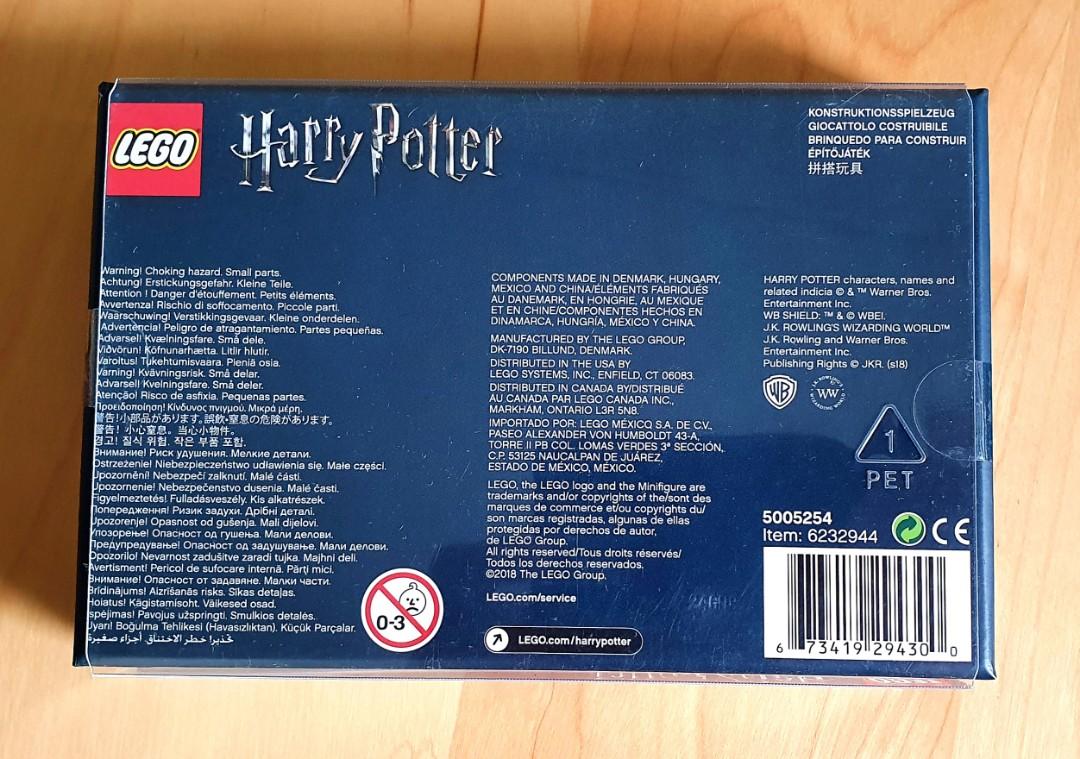 LEGO
Harry Potter
KONSTRUKTIONSSPIELZEUG
GIOCATTOLO COSTRUIBILE
BRINQUEDO PARA CONSTRUIR
ÉPÍTŐJÁTÉK
拼搭玩具
Warning! Choking hazard. Small parts.
Achtung! Erstickungsgefahr. Kleine Teile.
Attention ! Danger d'étouffement. Petits éléments.
Avvertenza! Rischio di soffocamento. Piccole parti.
Waarschuwing! Verstikkingsgevaar. Kleine onderdelen.
Advertencia! Peligro de atragantamiento. Partes pequeñas.
Advarsel! Kvælningsfare. Små dele.
Viðvörun! Köfnunarhætta. Litlir hlutir.
Varoitus! Tukehtumisvaara. Pieniä osia.
Varning! Kvävningsrisk. Små delar.
Advarsel! Kvelningsfare. Små deler.
Atenção! Risco de asfixia. Pequenas partes.
Προειδοποίηση! Κίνδυνος πνιγμού. Μικρά μέρη.
警告!小部品があります。誤飲・窒息の危険があります。
警告！小心窒息。当心小物件。
경고! 질식 위험. 작은 부품 포함.
Внимание! Риск удушения. Мелкие детали.
Ostrzeżenie! Niebezpieczeństwo udławienia się. Małe części.
Upozornění! Nebezpečí zalknutí. Malé části.
Upozornenie! Nebezpečenstvo dusenia. Malé časti.
Figyelmeztetés! Fulladásveszély. Kis alkatrészek.
Попередження! Ризик задухи. Дрібні деталі.
Upozorenje! Opasnost od gušenja. Mali dijelovi.
Упозорење! Опасност од гушења. Мали делови.
Предупредување! Опасност од задушување. Мали делови.
Opozorilo! Nevarnost zadušitve zaradi tujka. Majhni deli.
Avertisment! Pericol de sufocare internă. Părţi mici.
Внимание! Опасност от задавяне. Малки части.
Brīdinājums! Aizrīšanās risks. Sīkas detaļas.
Hoiatus! Kägistamisoht. Väikesed osad.
Įspėjimas! Pavojus užspringti. Smulkios detalės.
Uyarı! Boğulma Tehlikesi (Havasızlıktan). Küçük Parçalar.
تحذير! خطر الاختناق. أجزاء صغيرة
0-3
COMPONENTS MADE IN DENMARK, HUNGARY,
MEXICO AND CHINA/ÉLÉMENTS FABRIQUÉS
AU DANEMARK, EN HONGRIE, AU MEXIQUE
ET EN CHINE/COMPONENTES HECHOS EN
DINAMARCA, HUNGRÍA, MÉXICO Y CHINA.
MANUFACTURED BY THE LEGO GROUP,
DK-7190 BILLUND, DENMARK.
DISTRIBUTED IN THE USA BY
LEGO SYSTEMS, INC., ENFIELD, CT 06083.
DISTRIBUTED IN CANADA BY/DISTRIBUÉ
AU CANADA PAR LEGO CANADA INC.,
MARKHAM, ONTARIO L3R 5N8.
IMPORTADO POR: LEGO MÉXICO S.A. DE C.V.,
PASEO ALEXANDER VON HUMBOLDT 43-A,
TORRE II PB COL. LOMAS VERDES 3ª SECCIÓN,
C.P. 53125 NAUCALPAN DE JUÁREZ,
ESTADO DE MÉXICO, MÉXICO.
LEGO, the LEGO logo and the Minifigure are
trademarks and/or copyrights of the/sont des
marques de commerce et/ou copyrights du/
son marcas registradas, algunas de ellas
protegidas por derechos de autor,
de LEGO Group.
All rights reserved/Tous droits réservés/
Todos los derechos reservados.
©2018 The LEGO Group.
LEGO.com/service
LEGO.com/harrypotter
HARRY POTTER characters, names and
related indicia © & ™ Warner Bros.
Entertainment Inc.
WB SHIELD: ™ & © WBEI.
J.K. ROWLING'S WIZARDING WORLD™
J.K. Rowling and Warner Bros.
Entertainment Inc.
Publishing Rights © JKR. (s18)
WB
J.K. ROWLING'S
WW
WIZARDING WORLD
1
PET
5005254
Item: 6232944
CE
6 73419 29430 0